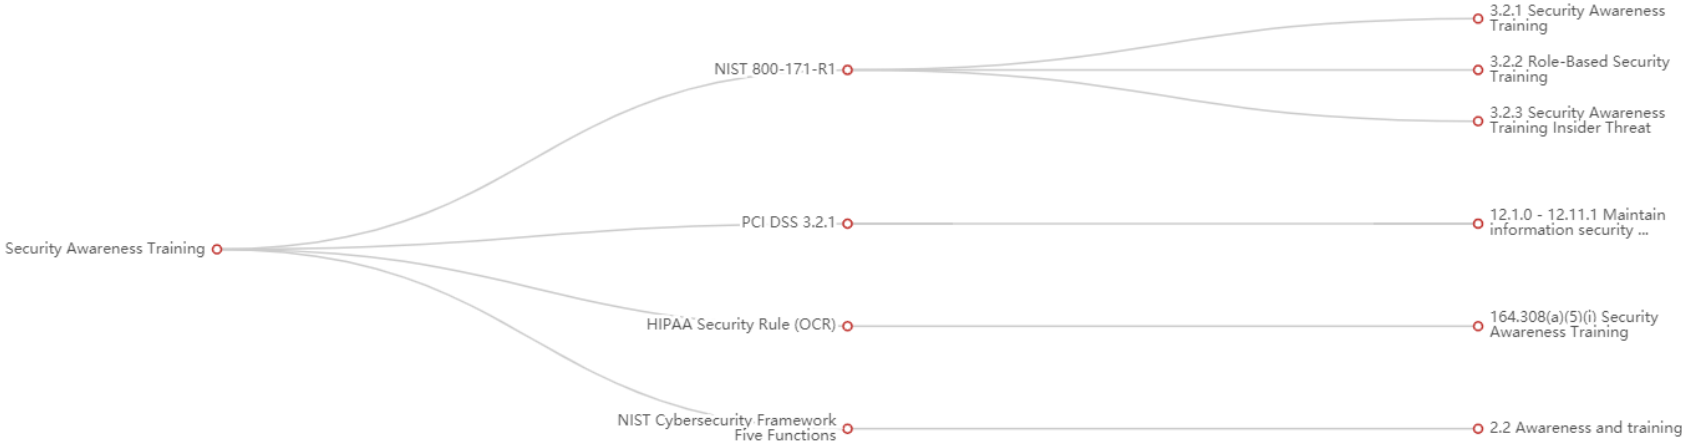 Security Awareness Training
NIST 800-171-R1
3.2.1 Security Awareness
Training
3.2.2 Role-Based Security
Training
3.2.3 Security Awareness
Training Insider Threat
PCI DSS 3.2.1
12.1.0 - 12.11.1 Maintain
information security ...
HIPAA Security Rule (OCR)
164.308(a)(5)(i) Security
Awareness Training
NIST Cybersecurity Framework
Five Functions
2.2 Awareness and training